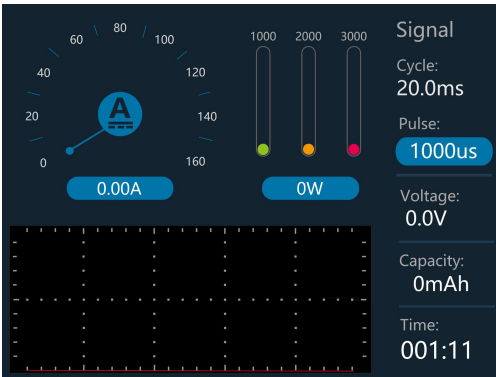 60 80 100
40 120
20 A 140
0 160
0.00A
1000 2000 3000
0W
Signal
Cycle:
20.0ms
Pulse:
1000us
Voltage:
0.0V
Capacity:
0mAh
Time:
001:11